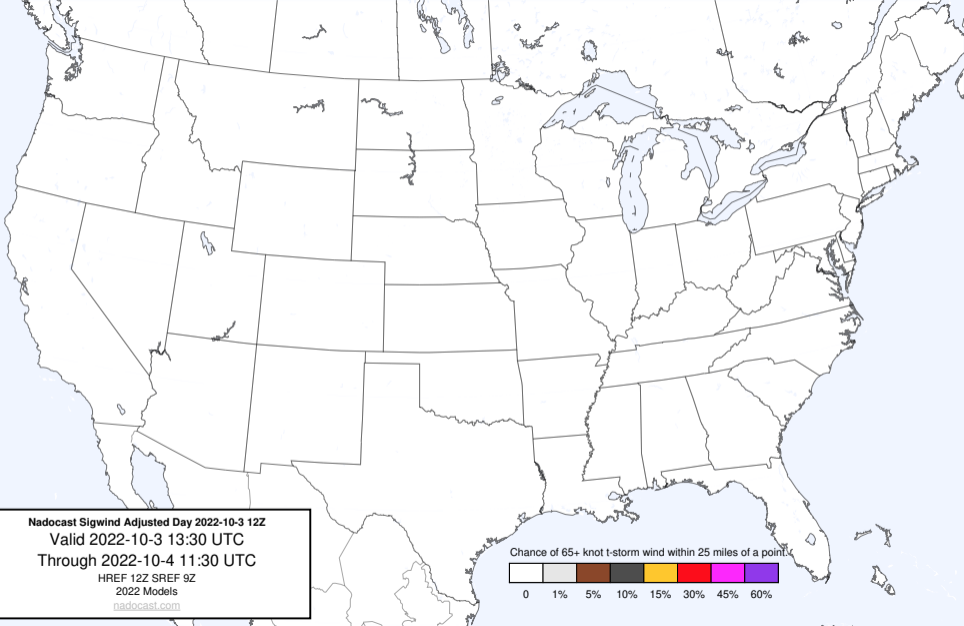 Nadocast Sigwind Adjusted Day 2022-10-3 12Z
Valid 2022-10-3 13:30 UTC
Through 2022-10-4 11:30 UTC
HREF 12Z SREF 9Z
2022 Models
nadocast.com
Chance of 65+ knot t-storm wind within 25 miles of a point.
0 1% 5% 10% 15% 30% 45% 60%